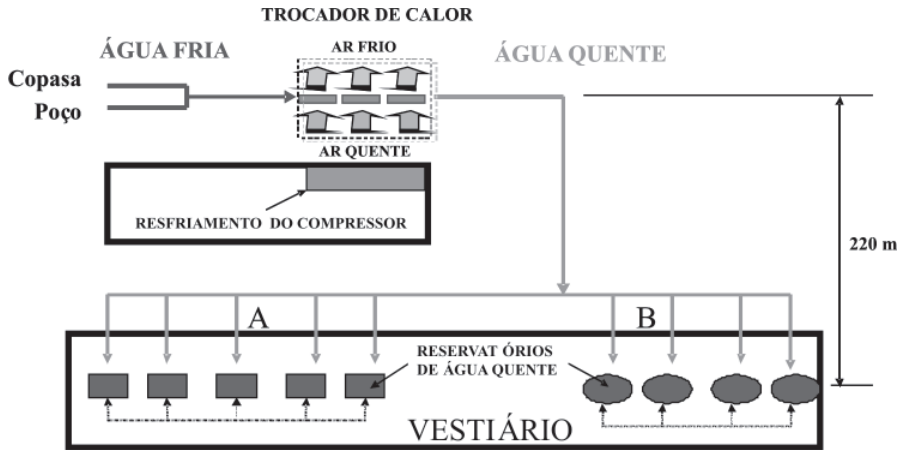 TROCADOR DE CALOR
ÁGUA FRIA
AR FRIO
ÁGUA QUENTE
Copasa
Poço
AR QUENTE
RESFRIAMENTO DO COMPRESSOR
220 m
A
B
RESERVAT ÓRIOS
DE ÁGUA QUENTE
VESTIÁRIO